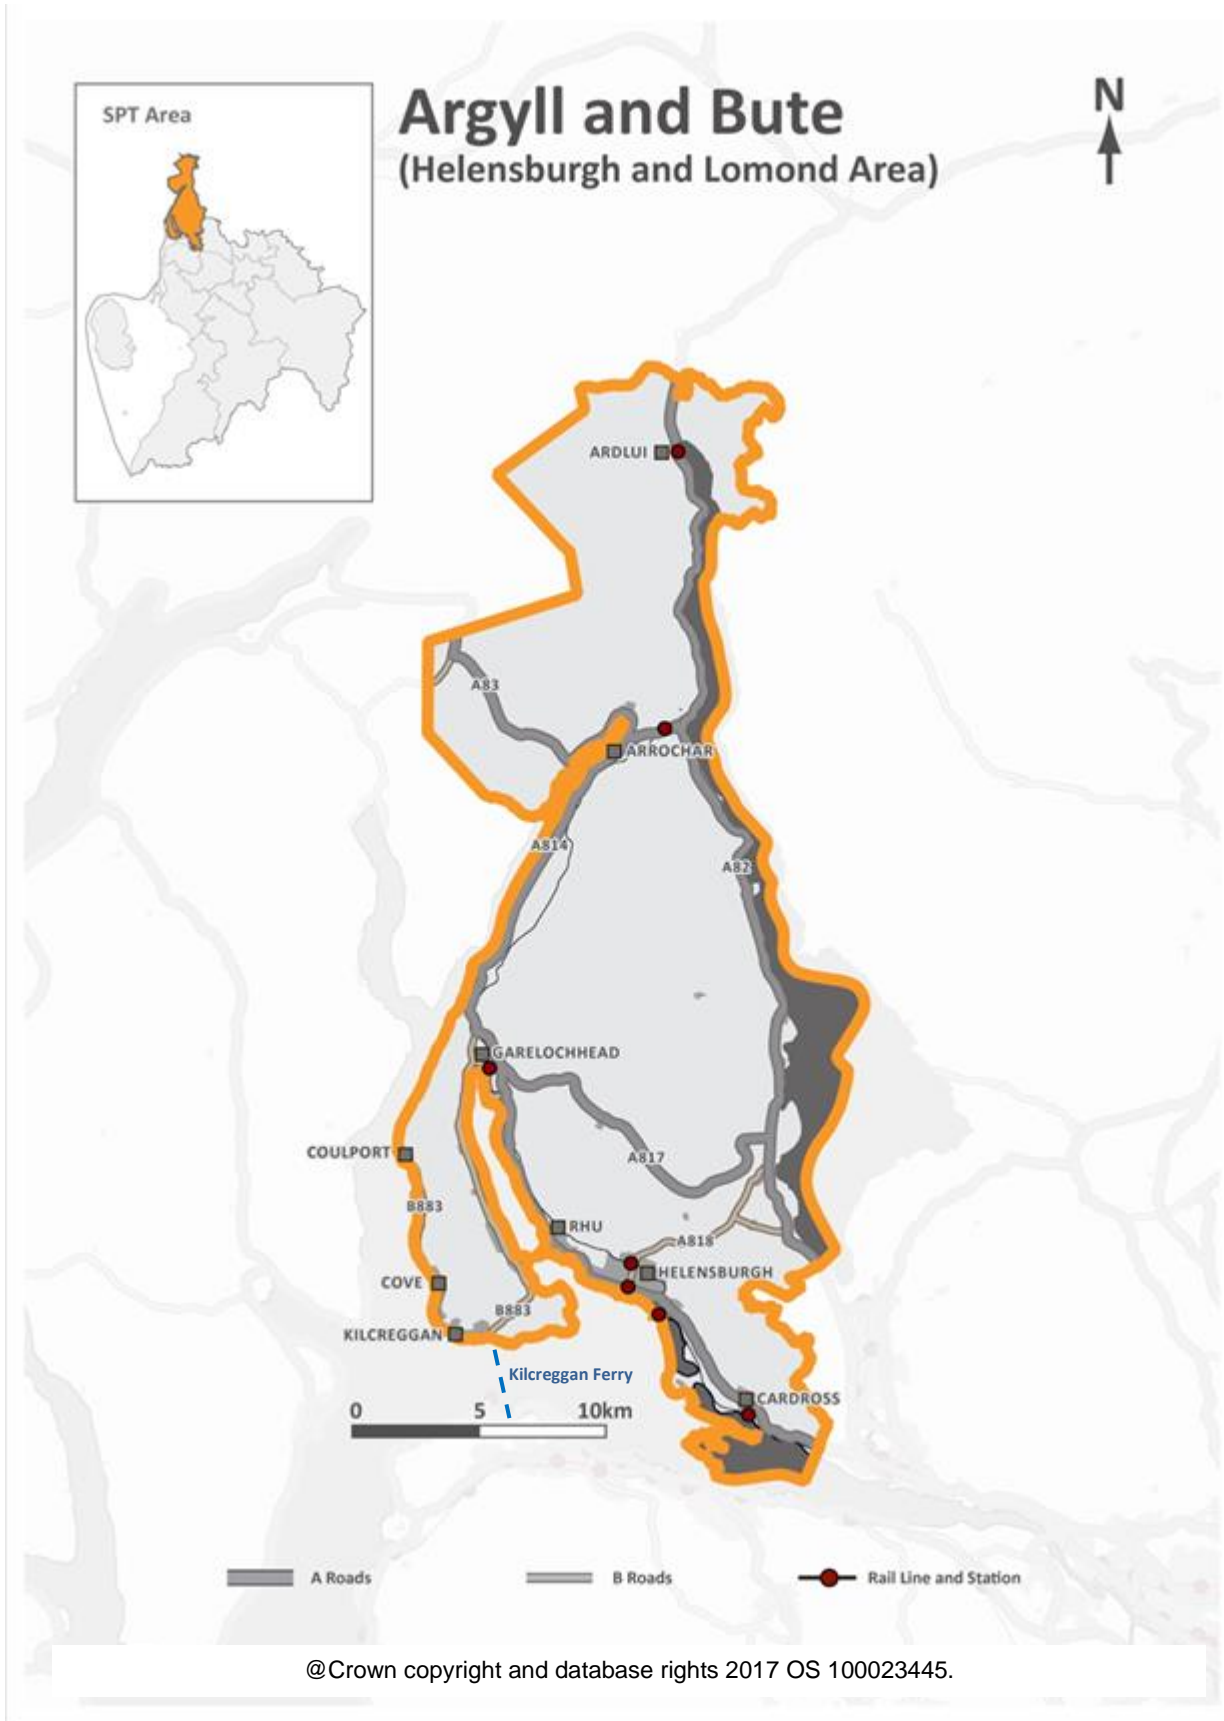 SPT Area
Argyll and Bute
(Helensburgh and Lomond Area)
N
ARDLUI
A83
ARROCHAR
A814
A82
GARELOCHHEAD
COULPORT
A817
B883
RHU
A818
HELENSBURGH
COVE
B883
KILCREGGAN
Kilcreggan Ferry
CARDROSS
0 5 10km
A Roads
B Roads
Rail Line and Station
@Crown copyright and database rights 2017 OS 100023445.